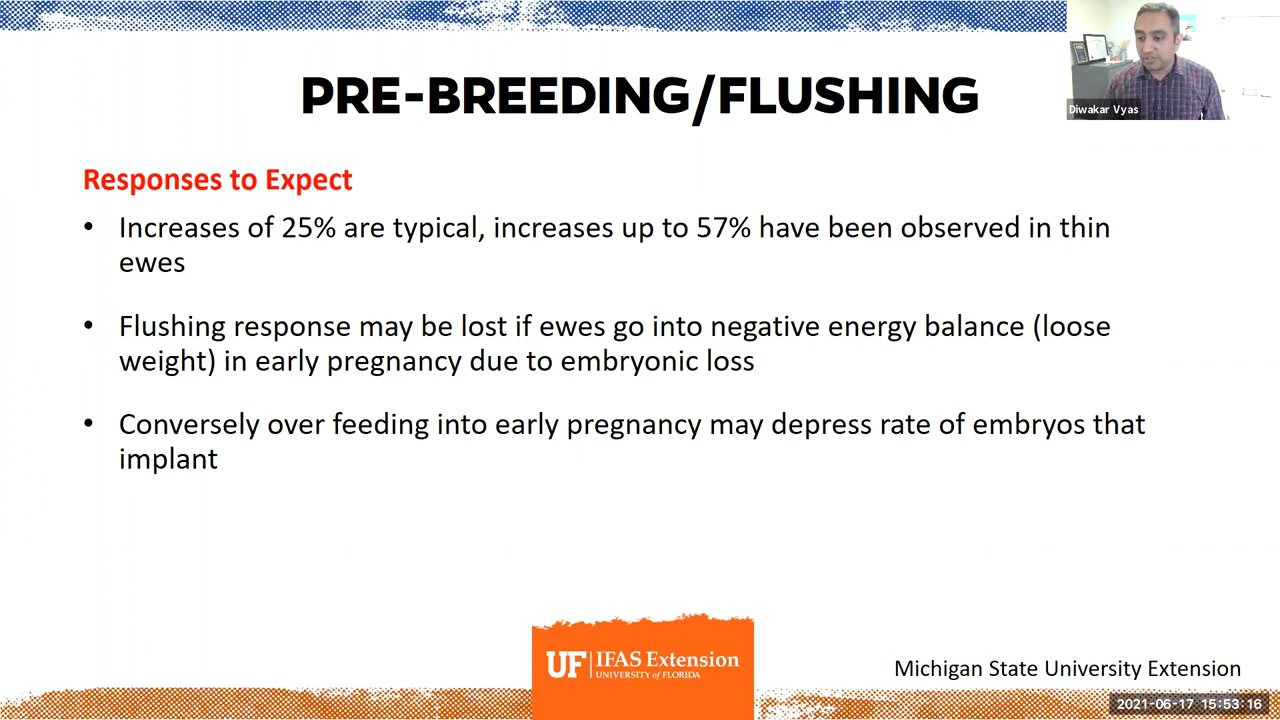 PRE-BREEDING/FLUSHING
Diwakar Vyas
Responses to Expect
• Increases of 25% are typical, increases up to 57% have been observed in thin
ewes
• Flushing response may be lost if ewes go into negative energy balance (loose
weight) in early pregnancy due to embryonic loss
• Conversely over feeding into early pregnancy may depress rate of embryos that
implant
UF IFAS Extension
UNIVERSITY of FLORIDA
Michigan State University Extension
2021-06-17 15:53:16